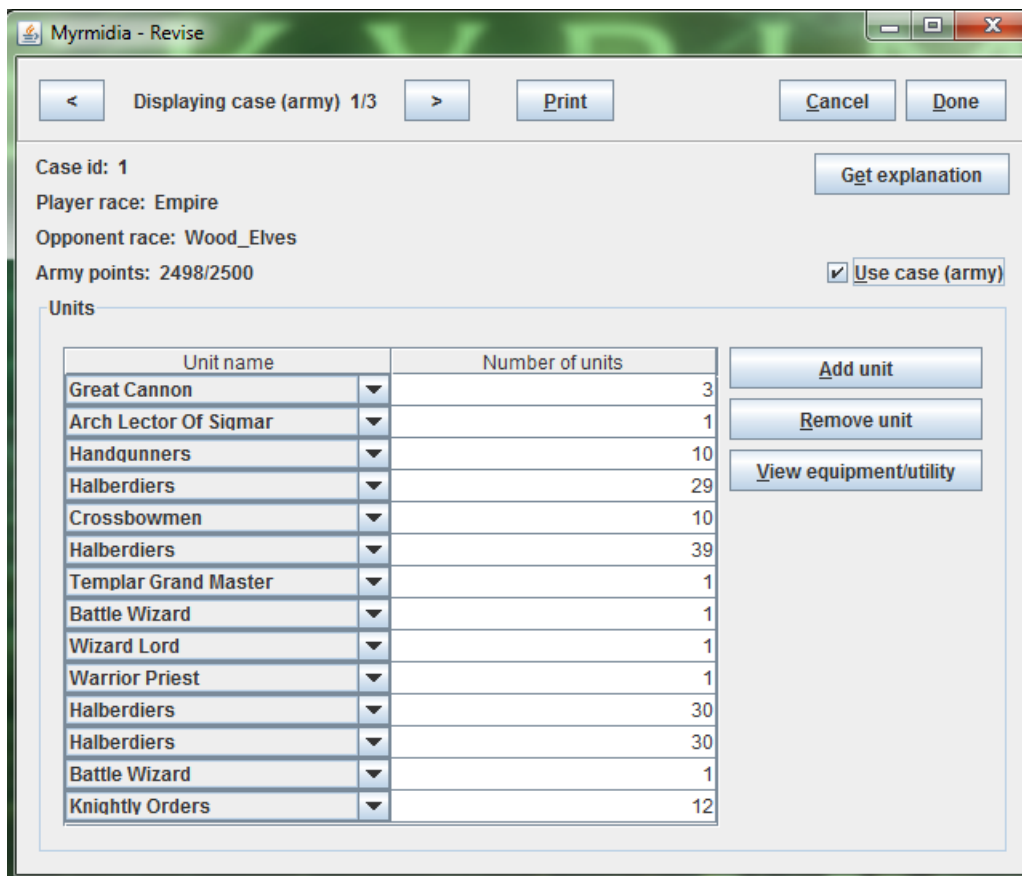 Myrmidia - Revise
< Displaying case (army) 1/3 > Print Cancel Done
Case id: 1
Get explanation
Player race: Empire
Opponent race: Wood_Elves
Army points: 2498/2500
Use case (army)
Units
Unit name Number of units
Great Cannon 3
Arch Lector Of Sigmar 1
Handgunners 10
Halberdiers 29
Crossbowmen 10
Halberdiers 39
Templar Grand Master 1
Battle Wizard 1
Wizard Lord 1
Warrior Priest 1
Halberdiers 30
Halberdiers 30
Battle Wizard 1
Knightly Orders 12
Add unit
Remove unit
View equipment/utility